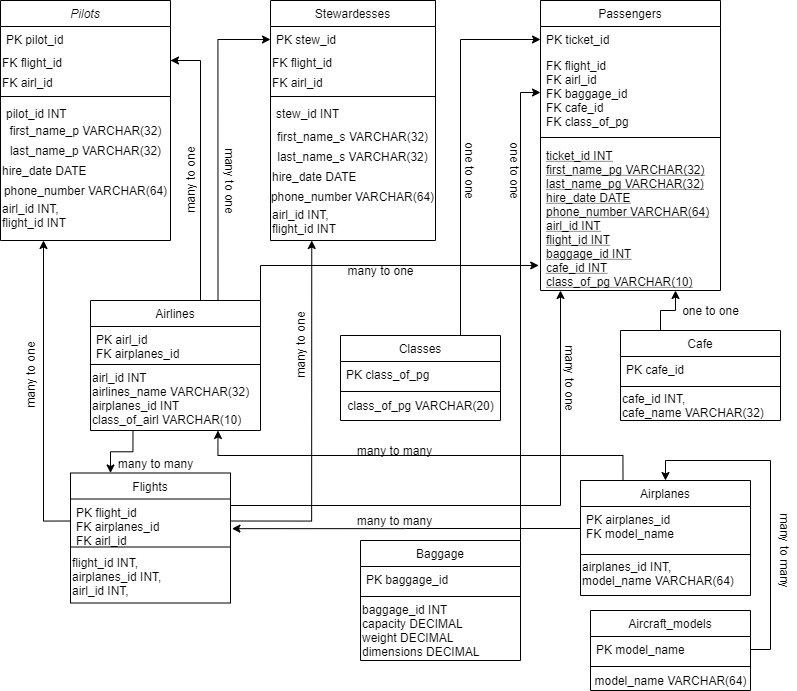 Pilots
PK pilot_id
FK flight_id
FK airl_id
pilot_id INT
first_name_p VARCHAR(32)
last_name_p VARCHAR(32)
hire_date DATE
phone_number VARCHAR(64)
airl_id INT,
flight_id INT
Stewardesses
PK stew_id
FK flight_id
FK airl_id
stew_id INT
first_name_s VARCHAR(32)
last_name_s VARCHAR(32)
hire_date DATE
phone_number VARCHAR(64)
airl_id INT,
flight_id INT
Passengers
PK ticket_id
FK flight_id
FK airl_id
FK baggage_id
FK cafe_id
FK class_of_pg
ticket_id INT
first_name_pg VARCHAR(32)
last_name_pg VARCHAR(32)
hire_date DATE
phone_number VARCHAR(64)
airl_id INT
flight_id INT
baggage_id INT
cafe_id INT
class_of_pg VARCHAR(10)
many to one
many to one
one to one
one to one
many to one
many to one
many to one
many to one
one to one
Airlines
PK airl_id
FK airplanes_id
airl_id INT
airlines_name VARCHAR(32)
airplanes_id INT
class_of_airl VARCHAR(10)
Classes
PK class_of_pg
class_of_pg VARCHAR(20)
Cafe
PK cafe_id
cafe_id INT,
cafe_name VARCHAR(32)
many to many
many to many
Flights
PK flight_id
FK airplanes_id
FK airl_id
flight_id INT,
airplanes_id INT,
airl_id INT,
many to many
Airplanes
PK airplanes_id
FK model_name
airplanes_id INT,
model_name VARCHAR(64)
many to many
Baggage
PK baggage_id
baggage_id INT
capacity DECIMAL
weight DECIMAL
dimensions DECIMAL
Aircraft_models
PK model_name
model_name VARCHAR(64)